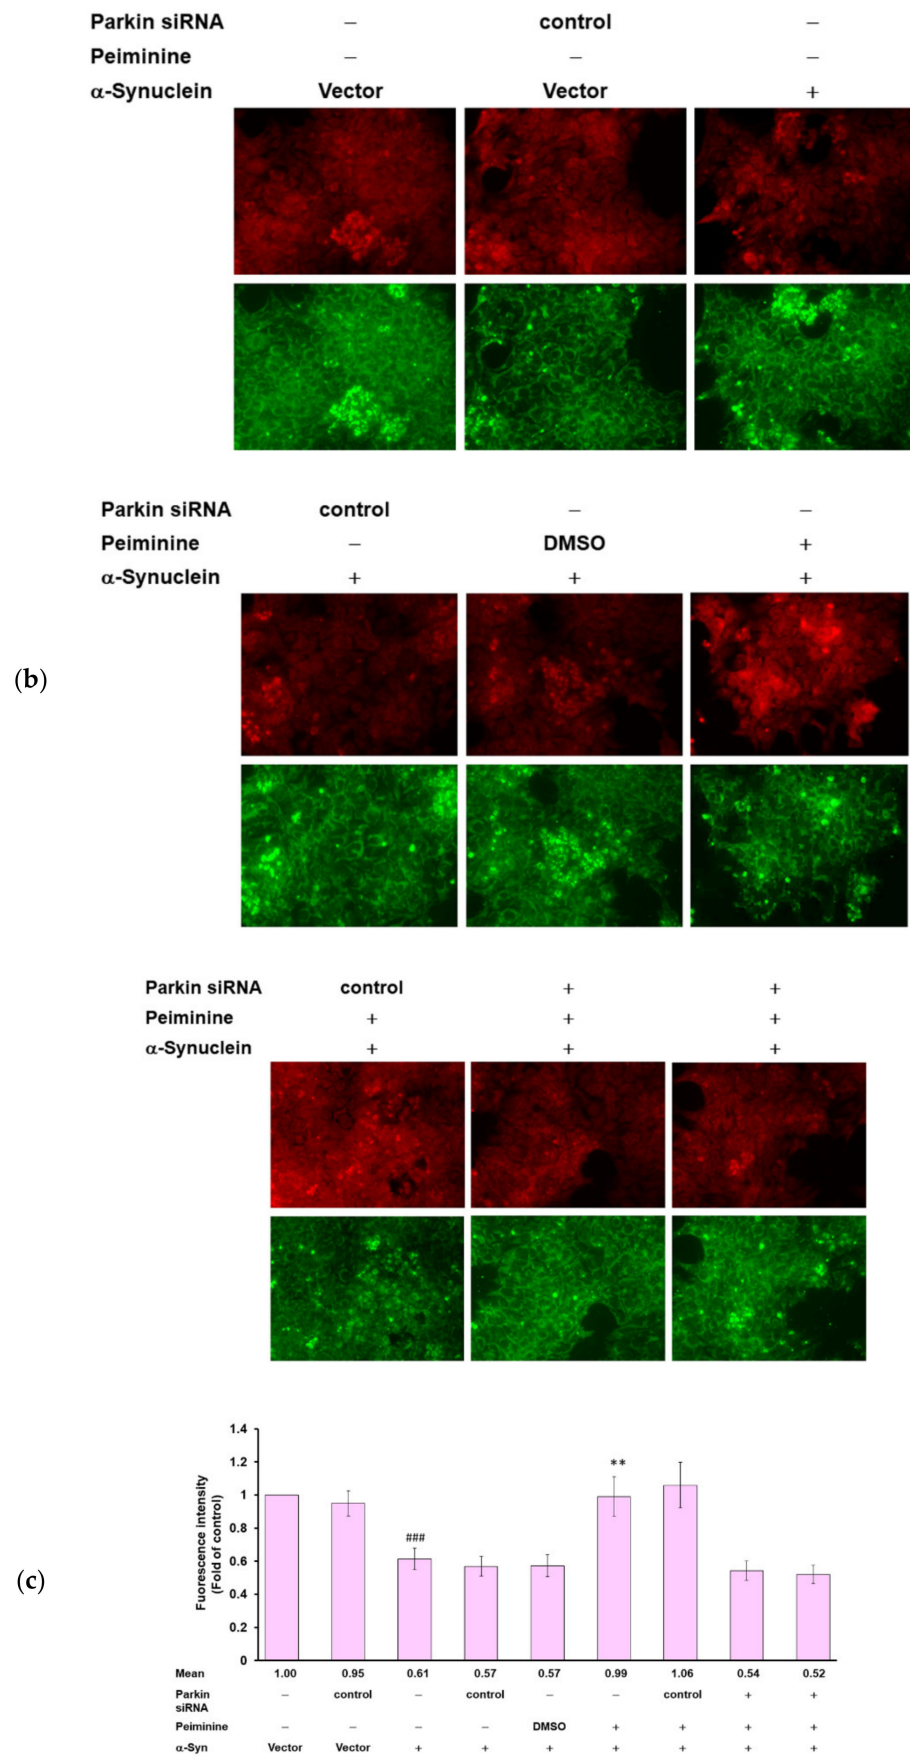 Parkin siRNA – control –
Peiminine – – –
α-Synuclein Vector Vector +
Parkin siRNA control – –
Peiminine – DMSO +
α-Synuclein + + +
(b)
Parkin siRNA control + +
Peiminine + + +
α-Synuclein + + +
(c)
Fuorescence intensity
(Fold of control)
1.4
1.2
1
0.8
0.6
0.4
0.2
0
###
**
Mean 1.00 0.95 0.61 0.57 0.57 0.99 1.06 0.54 0.52
Parkin – control – control – – control + +
siRNA
Peiminine – – – – DMSO + + + +
α-Syn Vector Vector + + + + + + +